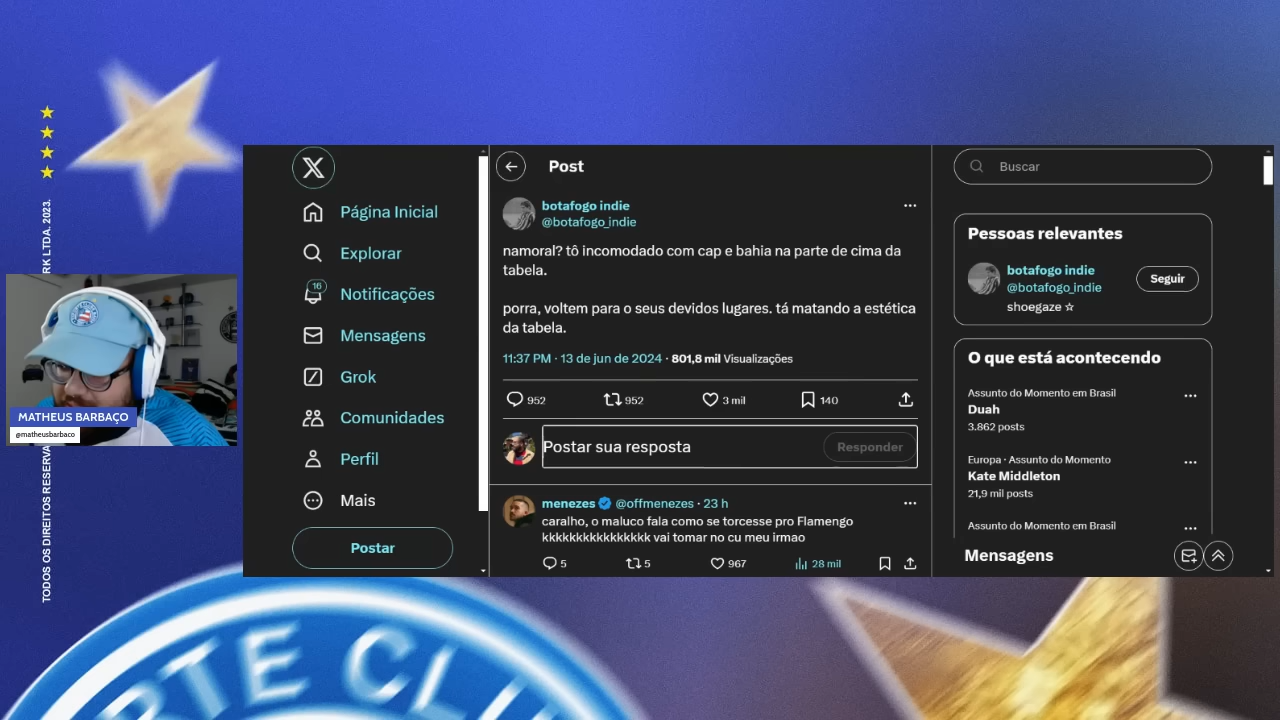 TODOS OS DIREITOS RESERVA
RK LTDA. 2023.
MATHEUS BARBAÇO
@matheusbarbaco
X
Página Inicial
Explorar
16
Notificações
Mensagens
Grok
Comunidades
Perfil
Mais
Postar
Post
botafogo indie
@botafogo_indie
namoral? tô incomodado com cap e bahia na parte de cima da
tabela.
porra, voltem para o seus devidos lugares. tá matando a estética
da tabela.
11:37 PM · 13 de jun de 2024 · 801,8 mil Visualizações
952 952 3 mil 140
Postar sua resposta
Responder
menezes @offmenezes · 23 h
caralho, o maluco fala como se torcesse pro Flamengo
kkkkkkkkkkkkkkkkk vai tomar no cu meu irmao
5 5 967 28 mil
Buscar
Pessoas relevantes
botafogo indie
@botafogo_indie
shoegaze ☆
Seguir
O que está acontecendo
Assunto do Momento em Brasil
Duah
3.862 posts
Europa · Assunto do Momento
Kate Middleton
21,9 mil posts
Assunto do Momento em Brasil
Mensagens
RTE CL